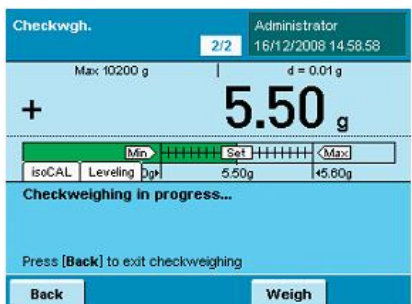 Checkwgh.
Administrator
2/2
16/12/2008 14.58.58
Max 10200 g
d = 0.01 g
+ 5.50 g
Min Set Max
isoCAL Leveling 0g 5.50g 5.60g
Checkweighing in progress...
Press [Back] to exit checkweighing
Back Weigh